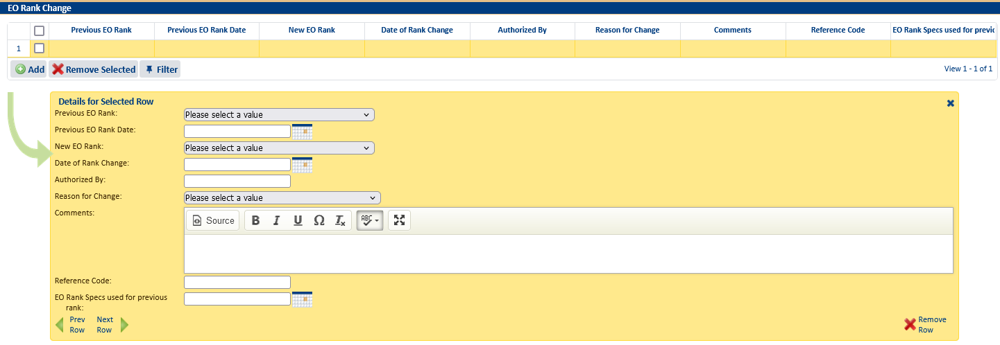 EO Rank Change
Previous EO Rank Previous EO Rank Date New EO Rank Date of Rank Change Authorized By Reason for Change Comments Reference Code EO Rank Specs used for previc
1
Add Remove Selected Filter View 1 - 1 of 1
Details for Selected Row
Previous EO Rank: Please select a value
Previous EO Rank Date:
New EO Rank: Please select a value
Date of Rank Change:
Authorized By:
Reason for Change: Please select a value
Comments:
Source B I U Ω Tx ABC
Reference Code:
EO Rank Specs used for previous
rank:
Prev Next Remove
Row Row Row